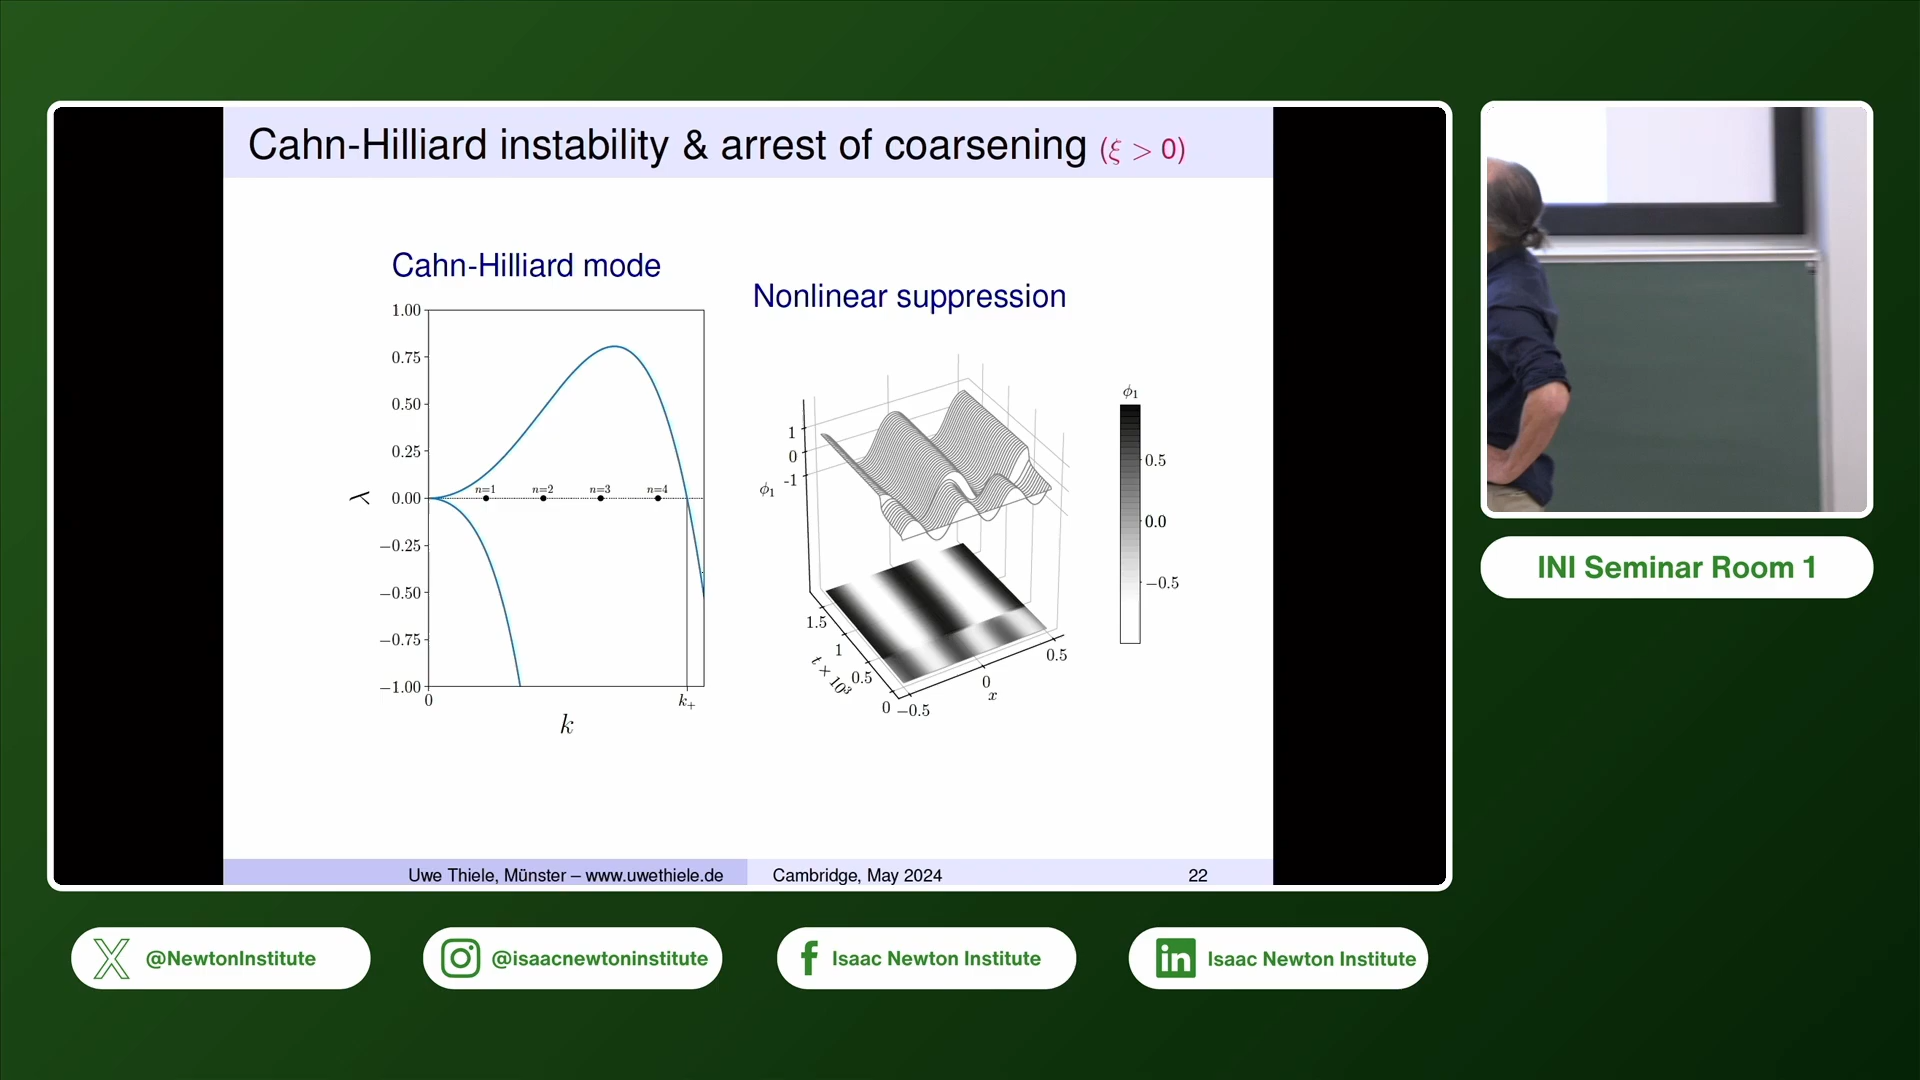 Cahn-Hilliard instability & arrest of coarsening (ξ > 0)
Cahn-Hilliard mode
1.00
0.75
0.50
0.25
0.00
−0.25
−0.50
−0.75
−1.00
λ
n=1 n=2 n=3 n=4
0 k₊
k
Nonlinear suppression
1
0
-1
ϕ₁
1.5
1
0.5
0
t × 10³
−0.5
0
0.5
x
ϕ₁
0.5
0.0
−0.5
Uwe Thiele, Münster – www.uwethiele.de Cambridge, May 2024 22
INI Seminar Room 1
@NewtonInstitute
@isaacnewtoninstitute
Isaac Newton Institute
in Isaac Newton Institute